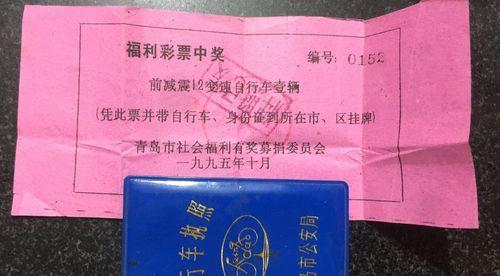 福利彩票中奖 编号: 0152
前减震12变速自行车壹辆
(凭此票并带自行车、身份证到所在市、区挂牌)
青岛市社会福利有奖募捐委员会
一九九五年十月
行车执照
市公安局